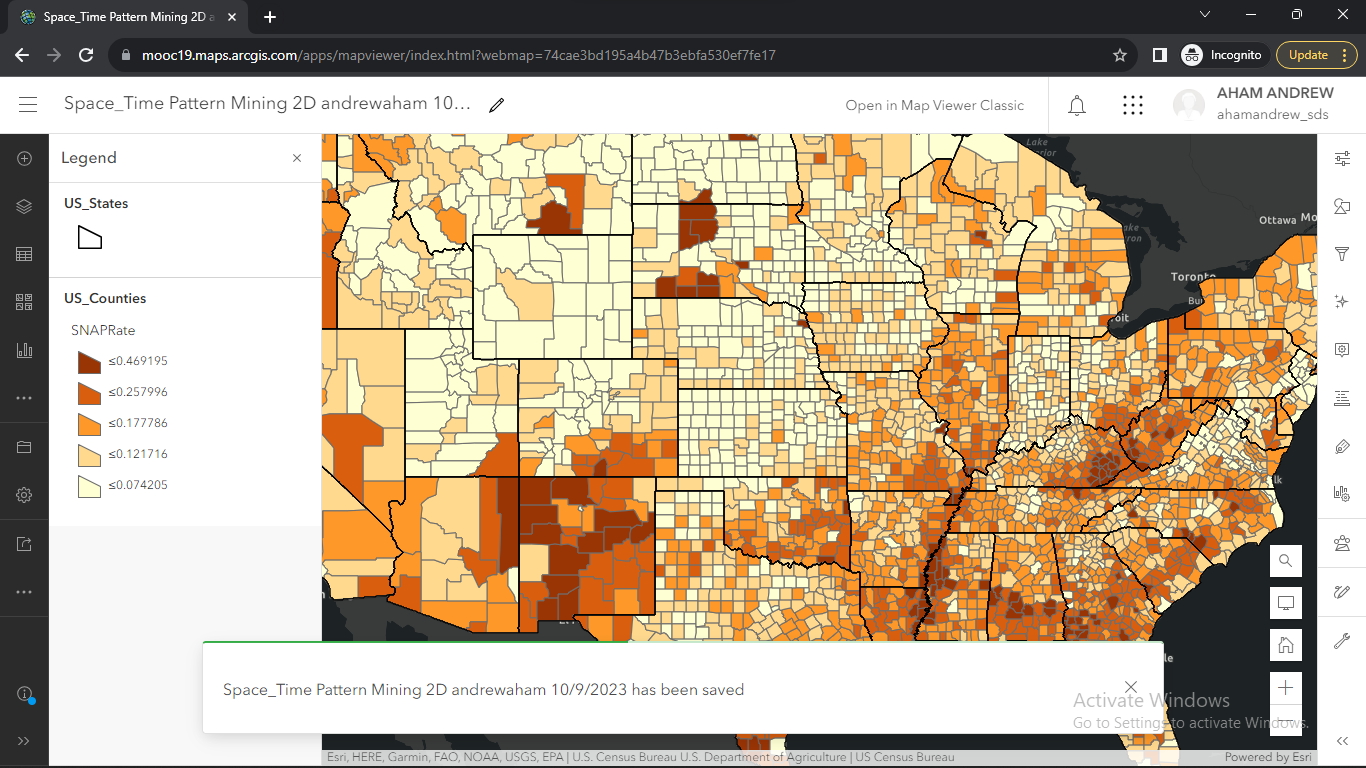 Space_Time Pattern Mining 2D a
mooc19.maps.arcgis.com/apps/mapviewer/index.html?webmap=74cae3bd195a4b47b3ebfa530ef7fe17
Incognito
Update
Space_Time Pattern Mining 2D andrewaham 10...
Open in Map Viewer Classic
AHAM ANDREW
ahamandrew_sds
Legend
US_States
US_Counties
SNAPRate
≤0.469195
≤0.257996
≤0.177786
≤0.121716
≤0.074205
Lake
Ottawa Mo
Toronto
Bu
oit
Space_Time Pattern Mining 2D andrewaham 10/9/2023 has been saved
Activate Windows
Go to Settings to activate Windows.
Esri, HERE, Garmin, FAO, NOAA, USGS, EPA | U.S. Census Bureau U.S. Department of Agriculture | US Census Bureau
Powered by Esri